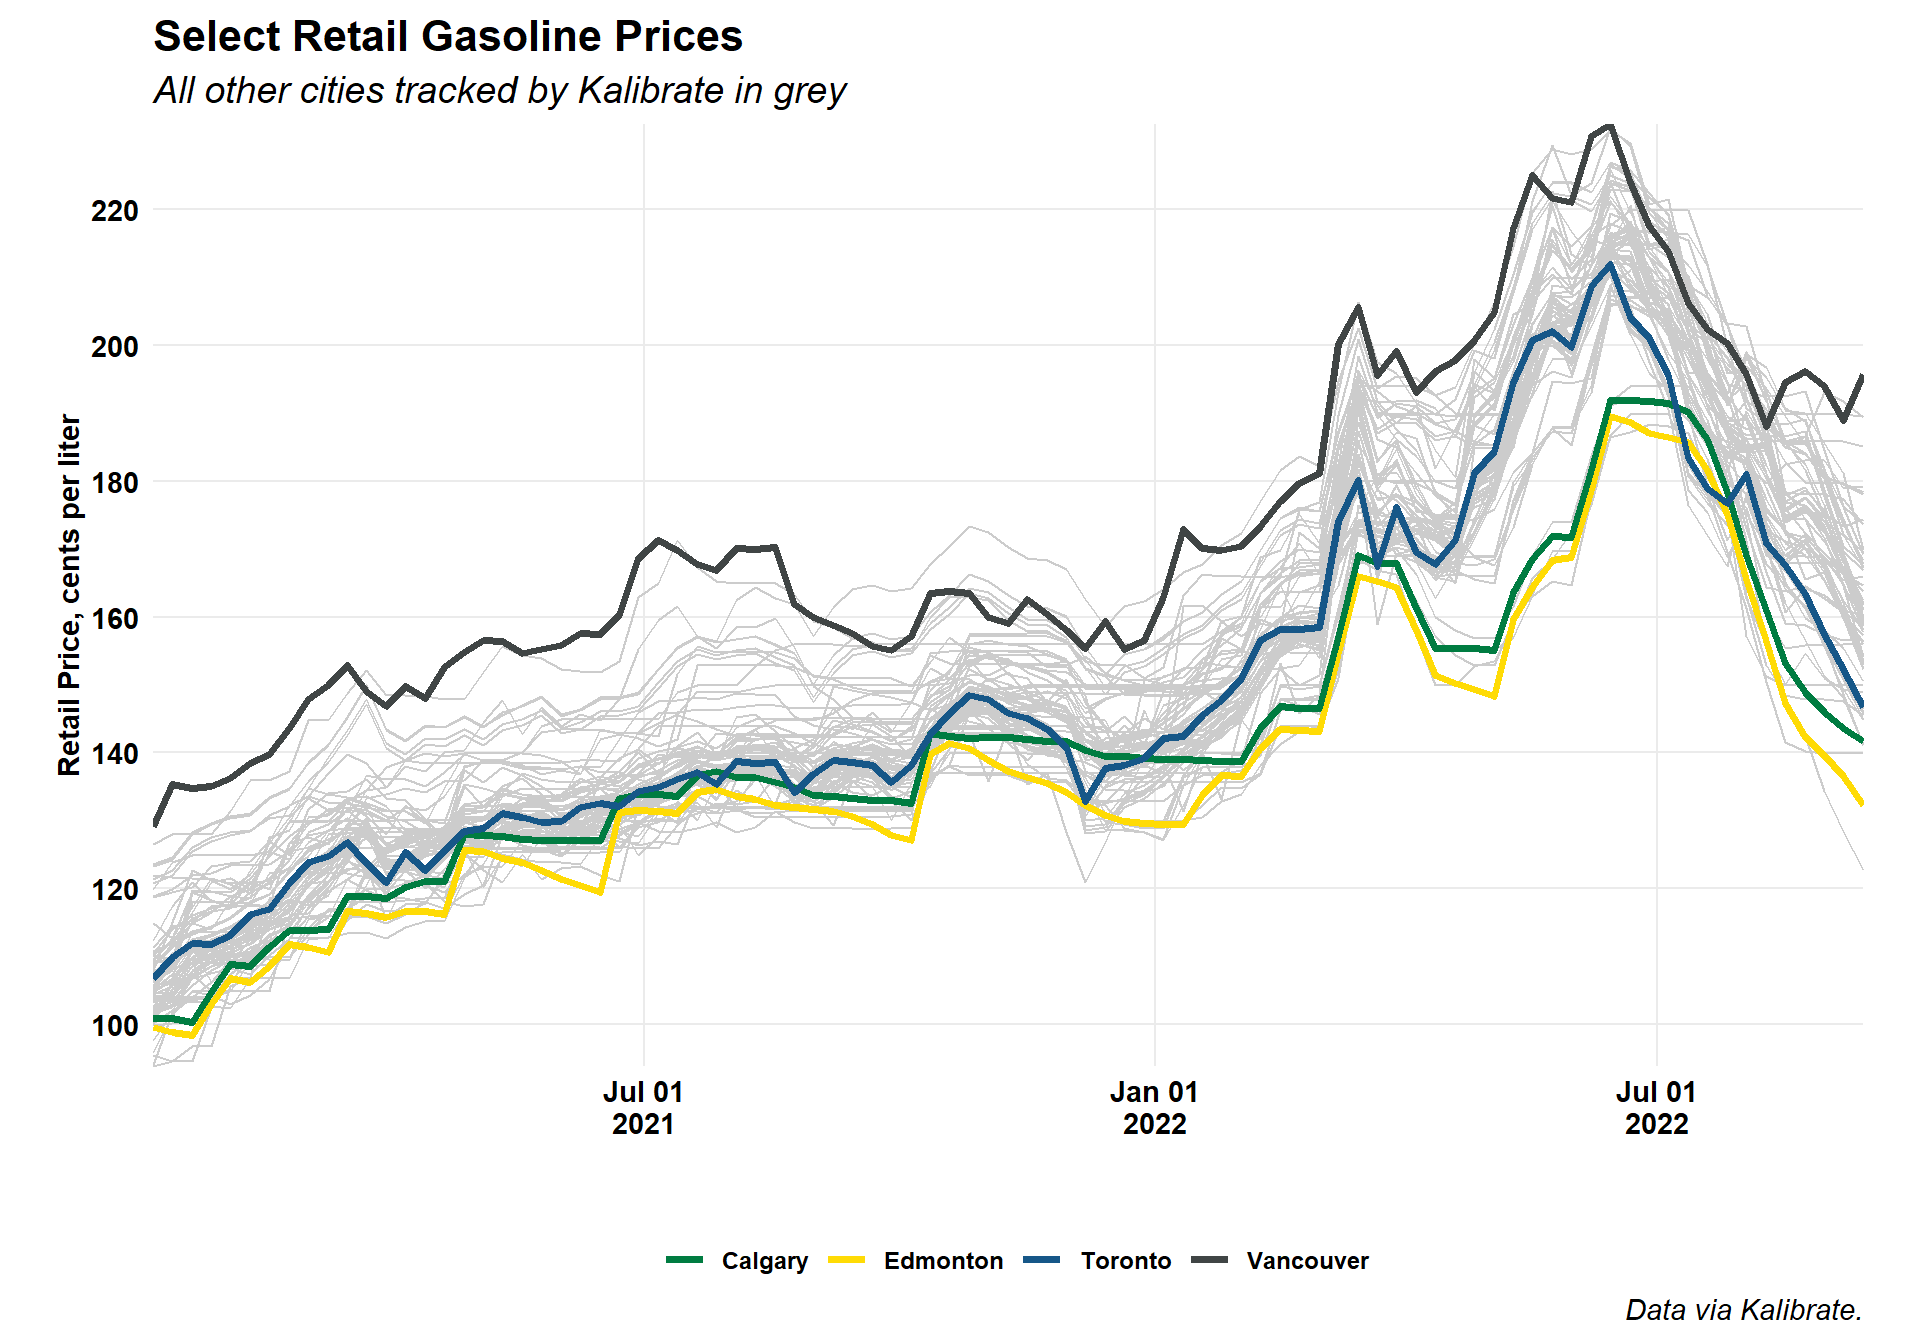 Select Retail Gasoline Prices
All other cities tracked by Kalibrate in grey
Retail Price, cents per liter
220
200
180
160
140
120
100
Jul 01
2021
Jan 01
2022
Jul 01
2022
Calgary Edmonton Toronto Vancouver
Data via Kalibrate.